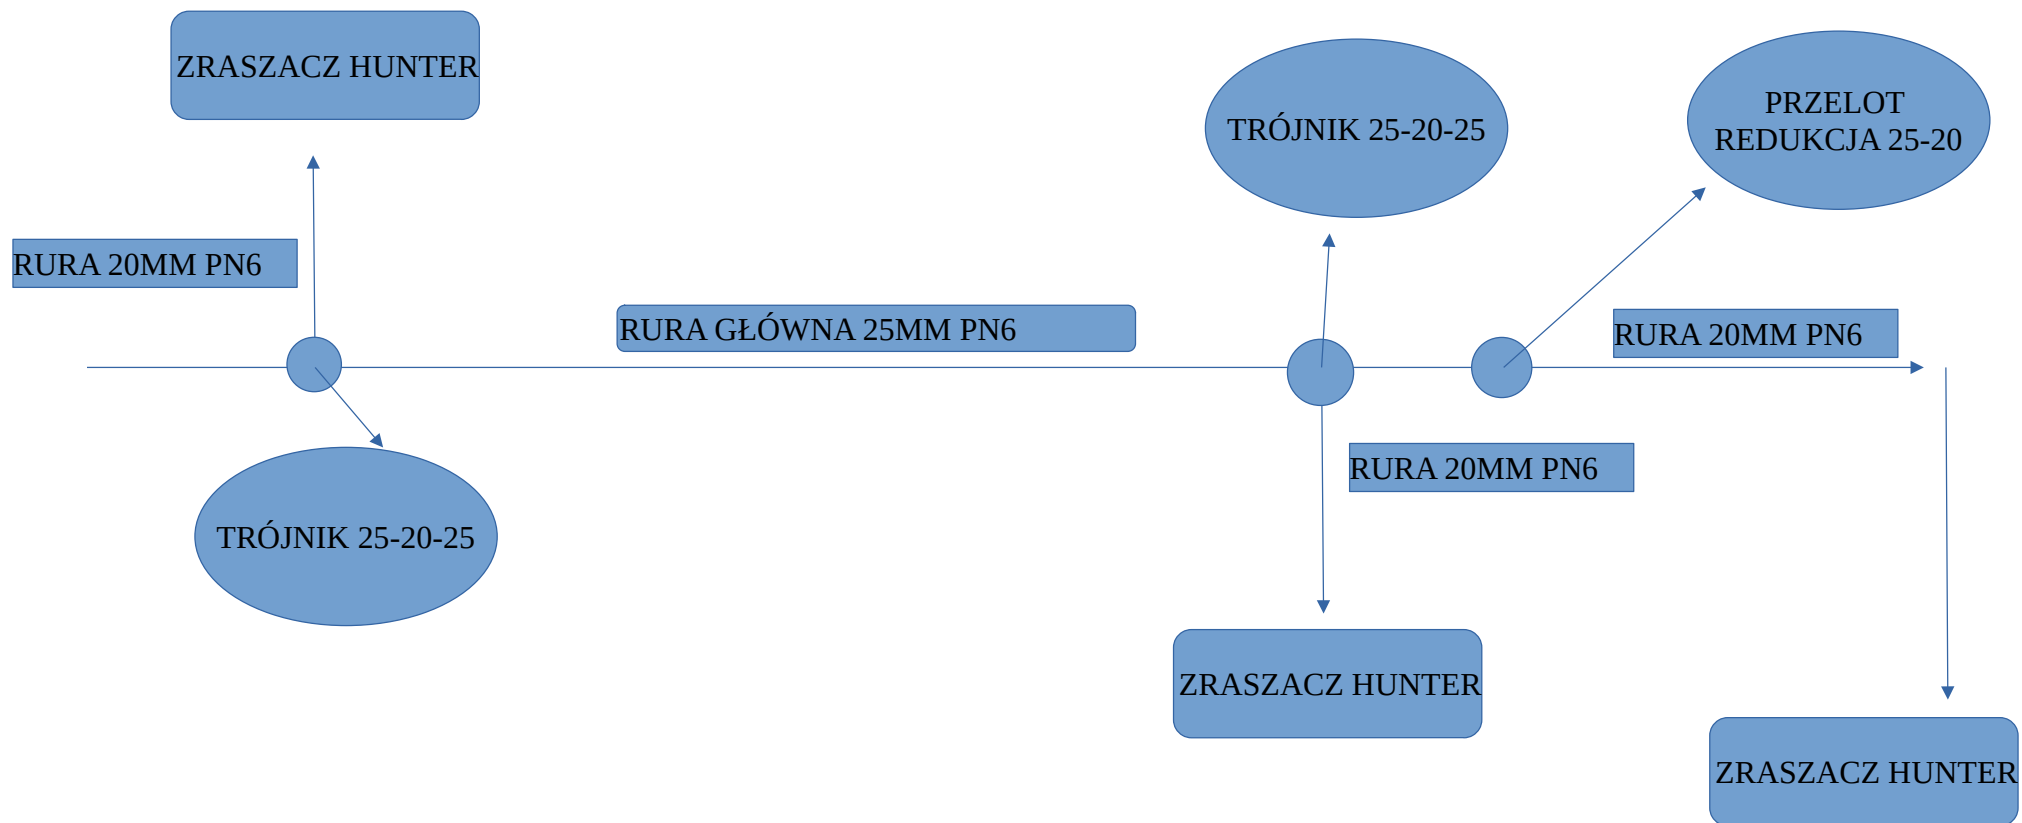 ZRASZACZ HUNTER
TRÓJNIK 25-20-25
PRZELOT
REDUKCJA 25-20
RURA 20MM PN6
RURA GŁÓWNA 25MM PN6
RURA 20MM PN6
RURA 20MM PN6
TRÓJNIK 25-20-25
ZRASZACZ HUNTER
ZRASZACZ HUNTER